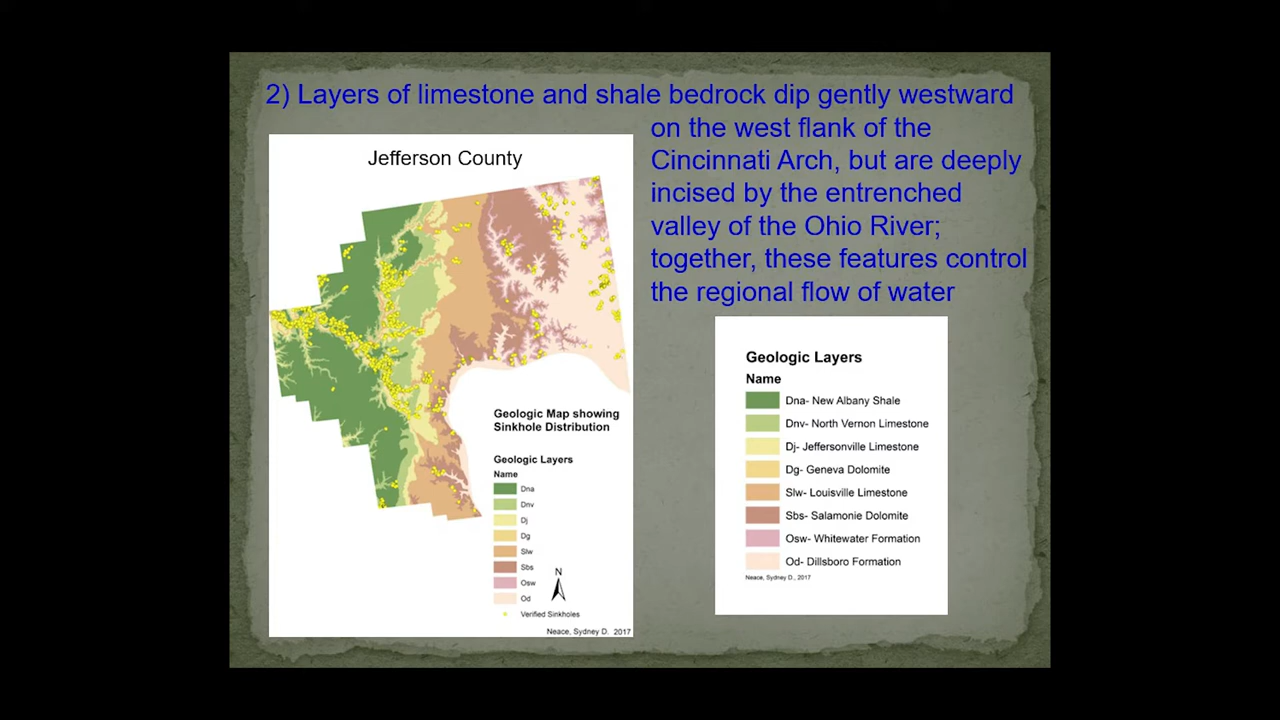 2) Layers of limestone and shale bedrock dip gently westward
on the west flank of the
Cincinnati Arch, but are deeply
incised by the entrenched
valley of the Ohio River;
together, these features control
the regional flow of water
Jefferson County
Geologic Map showing
Sinkhole Distribution
Geologic Layers
Name
Dna
Dnv
Dj
Dg
Slw
Sbs
Osw
Od
Verified Sinkholes
N
Neace, Sydney D. 2017
Geologic Layers
Name
Dna- New Albany Shale
Dnv- North Vernon Limestone
Dj- Jeffersonville Limestone
Dg- Geneva Dolomite
Slw- Louisville Limestone
Sbs- Salamonie Dolomite
Osw- Whitewater Formation
Od- Dillsboro Formation
Neace, Sydney D., 2017